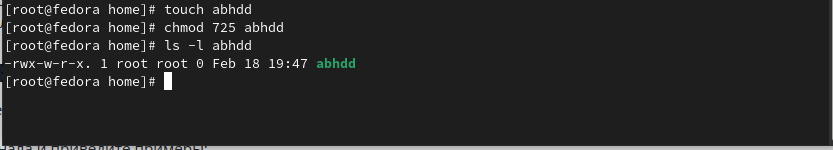 [root@fedora home]# touch abhdd
[root@fedora home]# chmod 725 abhdd
[root@fedora home]# ls -l abhdd
-rwx-w-r-x. 1 root root 0 Feb 18 19:47 abhdd
[root@fedora home]#